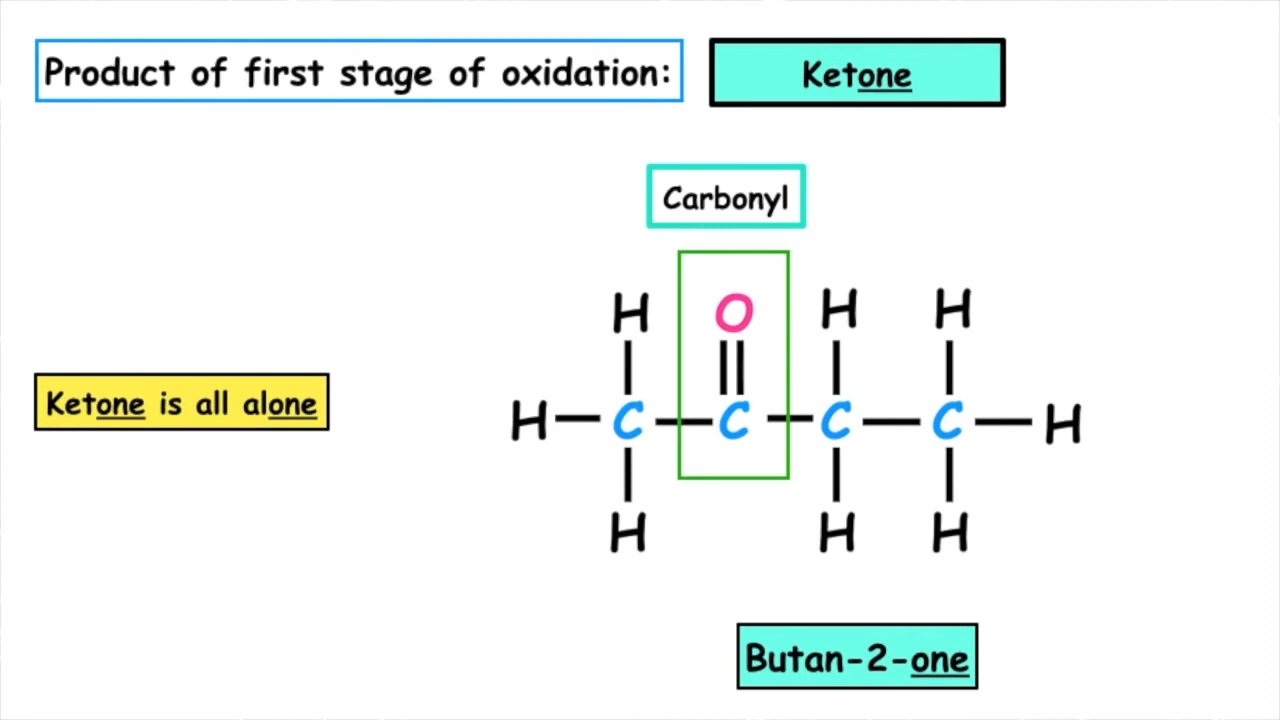 Product of first stage of oxidation:
Ketone
Carbonyl
H O H H
Ketone is all alone
H C C C C H
H H H
Butan-2-one